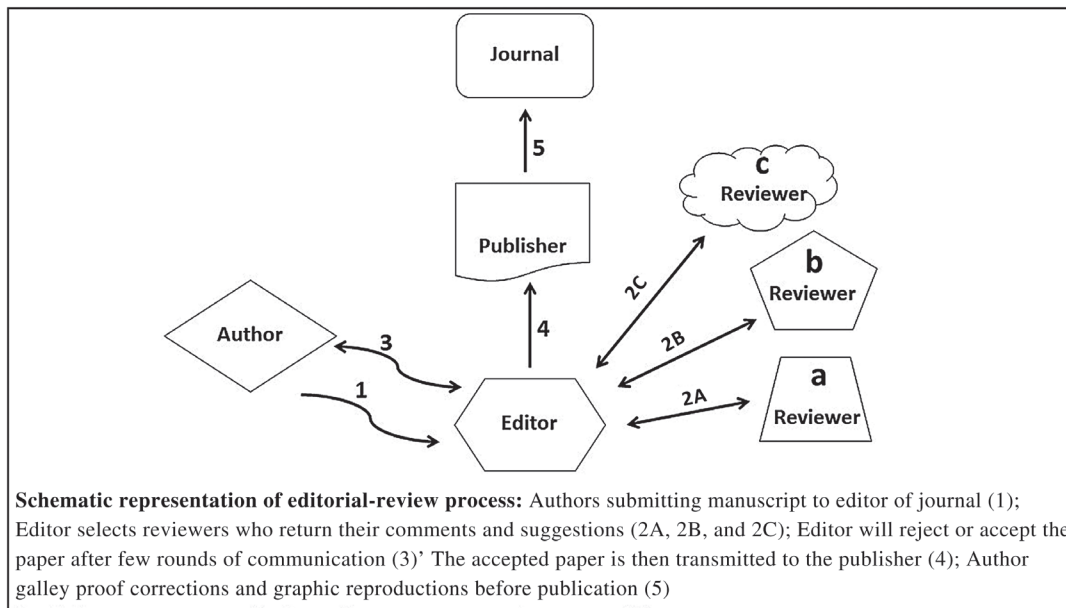 Journal
5
c
Reviewer
Publisher
2C
b
Reviewer
Author
3
4
2B
1
Editor
2A
a
Reviewer
Schematic representation of editorial-review process: Authors submitting manuscript to editor of journal (1);
Editor selects reviewers who return their comments and suggestions (2A, 2B, and 2C); Editor will reject or accept the
paper after few rounds of communication (3)’ The accepted paper is then transmitted to the publisher (4); Author
galley proof corrections and graphic reproductions before publication (5)